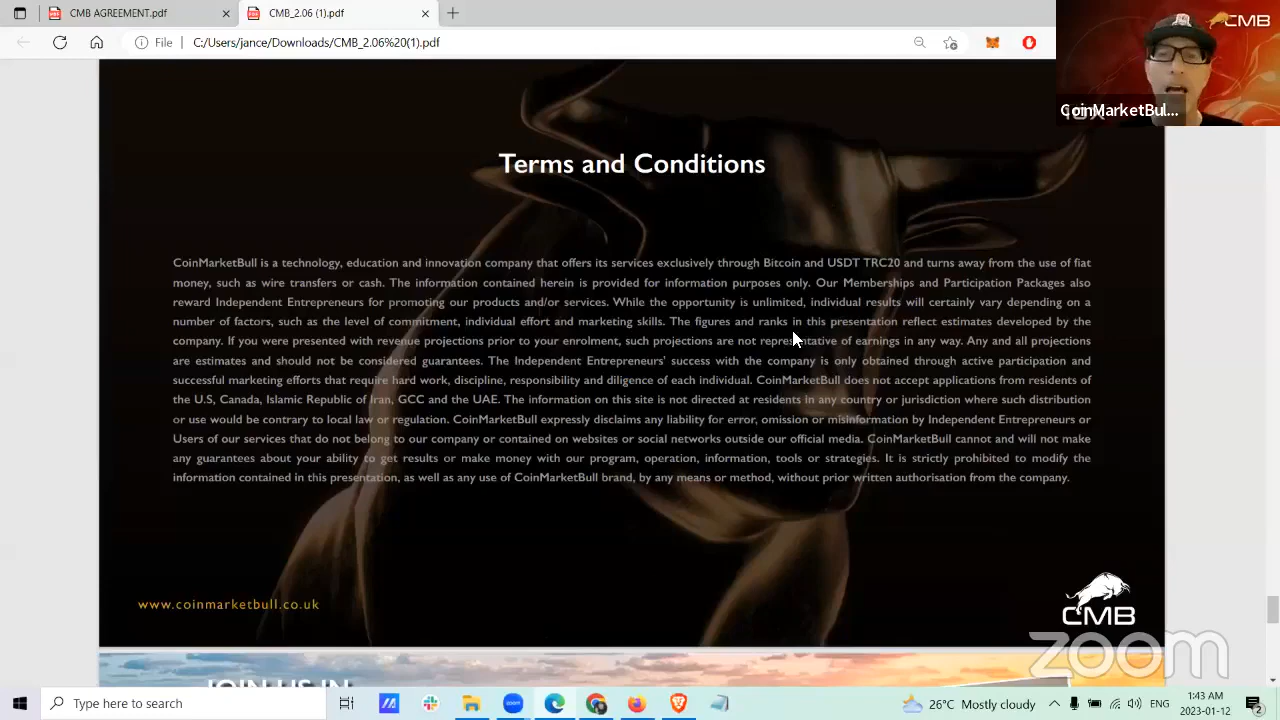 CMB AGREEMENT.pdf
CMB_2.06 (1).pdf
File
C:/Users/jance/Downloads/CMB_2.06%20(1).pdf
CMB
CoinMarketBul...
Terms and Conditions
CoinMarketBull is a technology, education and innovation company that offers its services exclusively through Bitcoin and USDT TRC20 and turns away from the use of fiat
money, such as wire transfers or cash. The information contained herein is provided for information purposes only. Our Memberships and Participation Packages also
reward Independent Entrepreneurs for promoting our products and/or services. While the opportunity is unlimited, individual results will certainly vary depending on a
number of factors, such as the level of commitment, individual effort and marketing skills. The figures and ranks in this presentation reflect estimates developed by the
company. If you were presented with revenue projections prior to your enrolment, such projections are not representative of earnings in any way. Any and all projections
are estimates and should not be considered guarantees. The Independent Entrepreneurs' success with the company is only obtained through active participation and
successful marketing efforts that require hard work, discipline, responsibility and diligence of each individual. CoinMarketBull does not accept applications from residents of
the U.S, Canada, Islamic Republic of Iran, GCC and the UAE. The information on this site is not directed at residents in any country or jurisdiction where such distribution
or use would be contrary to local law or regulation. CoinMarketBull expressly disclaims any liability for error, omission or misinformation by Independent Entrepreneurs or
Users of our services that do not belong to our company or contained on websites or social networks outside our official media. CoinMarketBull cannot and will not make
any guarantees about your ability to get results or make money with our program, operation, information, tools or strategies. It is strictly prohibited to modify the
information contained in this presentation, as well as any use of CoinMarketBull brand, by any means or method, without prior written authorisation from the company.
www.coinmarketbull.co.uk
CMB
zoom
JOIN US IN
Type here to search
zoom
26°C Mostly cloudy
ENG
1:43 AM
2023-01-12
2